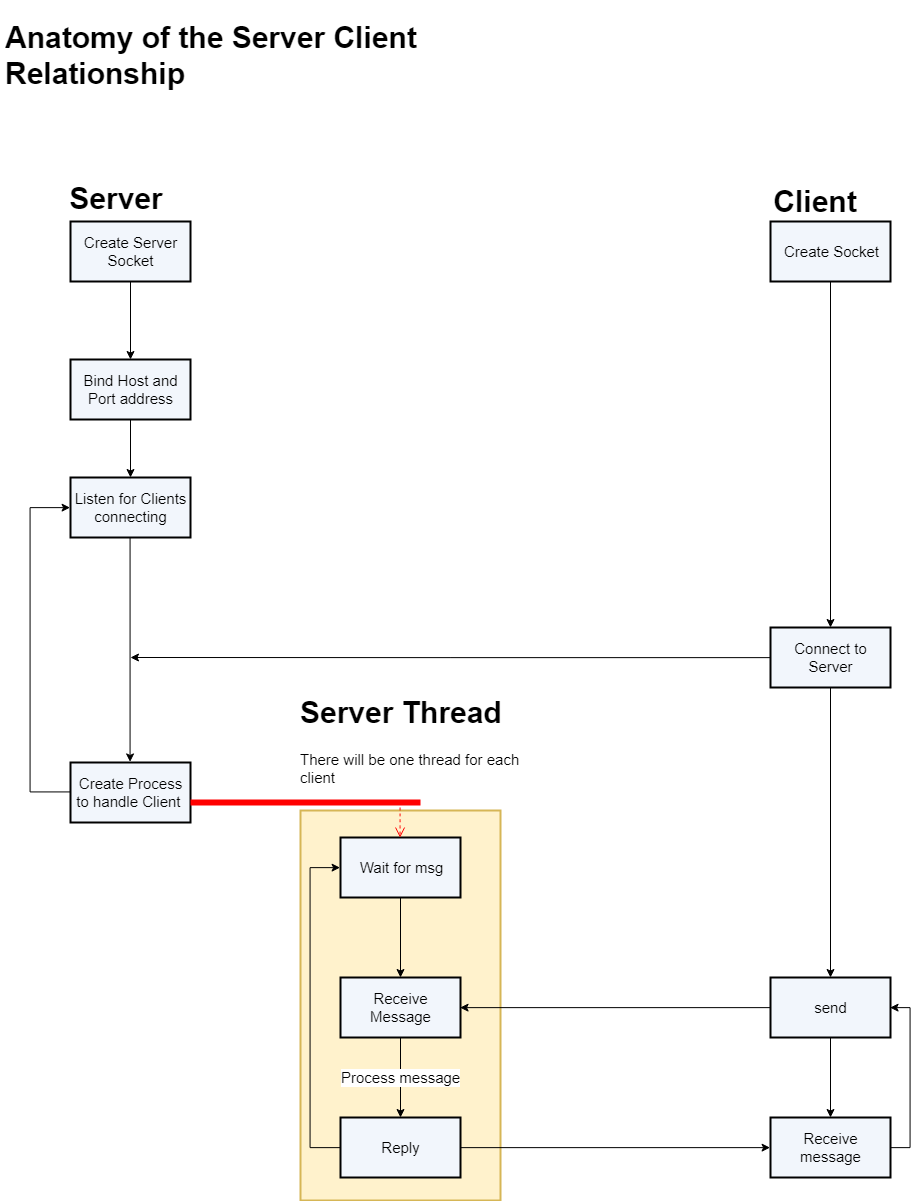 Anatomy of the Server Client
Relationship
Server
Client
Create Server
Socket
Create Socket
Bind Host and
Port address
Listen for Clients
connecting
Connect to
Server
Server Thread
There will be one thread for each
client
Create Process
to handle Client
Wait for msg
Receive
Message
send
Process message
Reply
Receive
message